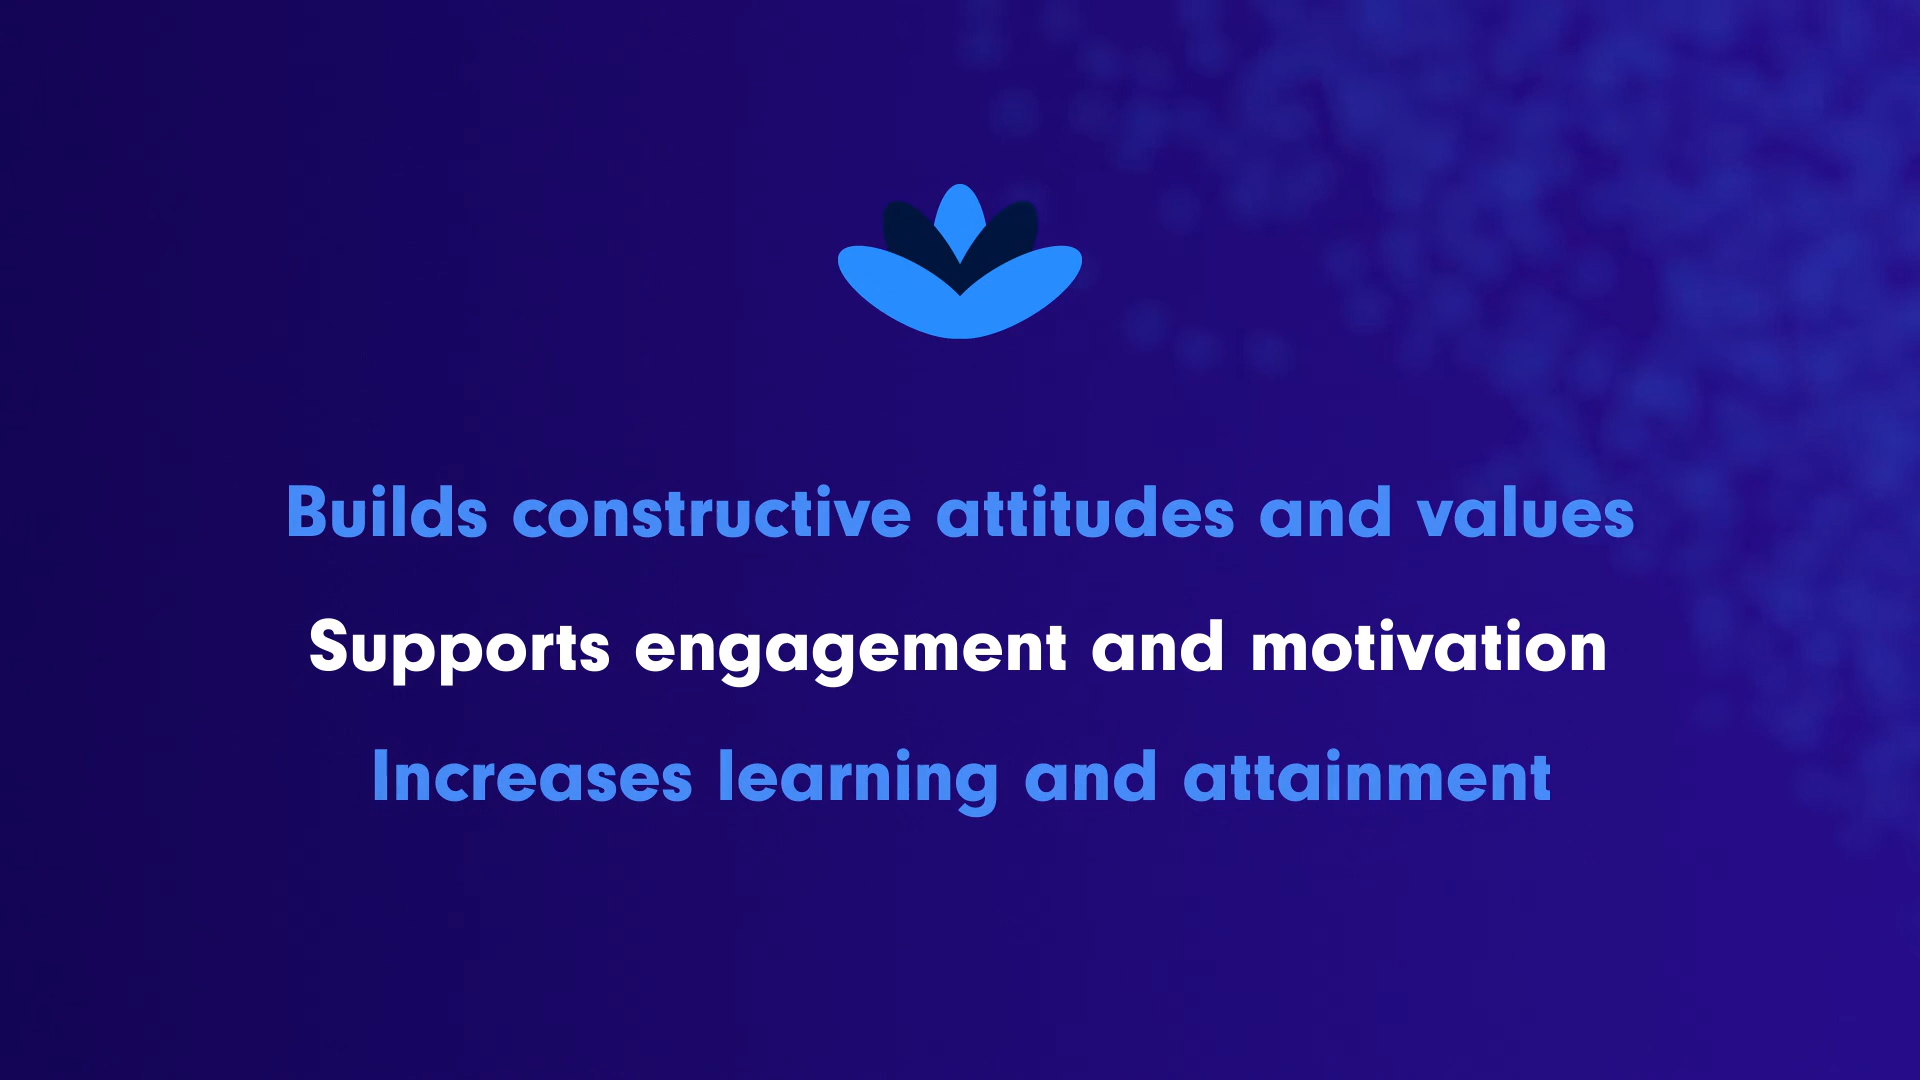 Builds constructive attitudes and values
Supports engagement and motivation
Increases learning and attainment